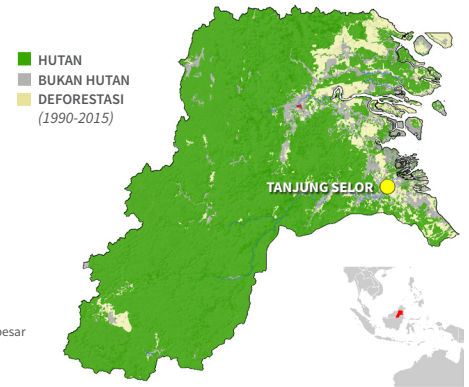 HUTAN
BUKAN HUTAN
DEFORESTASI
(1990-2015)
TANJUNG SELOR